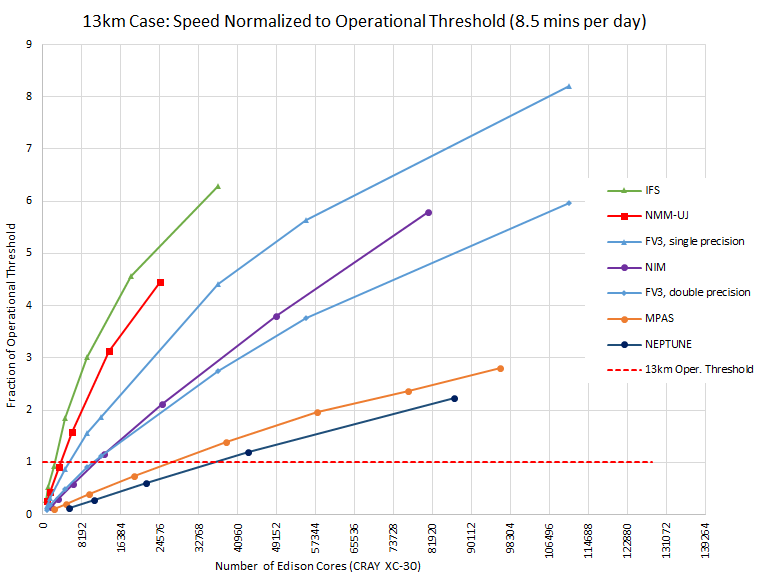 13km Case: Speed Normalized to Operational Threshold (8.5 mins per day)
Fraction of Operational Threshold
9
8
7
6
5
4
3
2
1
0
IFS
NMM-UJ
FV3, single precision
NIM
FV3, double precision
MPAS
NEPTUNE
13km Oper. Threshold
0
8192
16384
24576
32768
40960
49152
57344
65536
73728
81920
90112
98304
106496
114688
122880
131072
139264
Number of Edison Cores (CRAY XC-30)